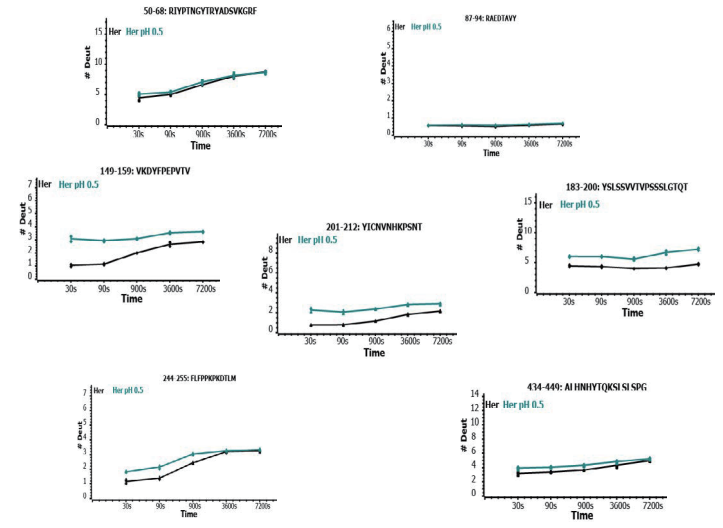 50-68: RIYPTNGYTRYADSVKGRF
Her Her pH 0.5
# Deut
15
10
5
0
30s 90s 900s 3600s 7200s
Time
87-94: RAEDTAVY
Her Her pH 0.5
# Deut
6
5
4
3
2
1
0
30s 90s 900s 3600s 7200s
Time
149-159: VKDYFPEPVTV
Her Her pH 0.5
# Deut
7
6
5
4
3
2
1
0
30s 90s 900s 3600s 7200s
Time
183-200: YSLSSVVTVPSSSLGTQT
Her Her pH 0.5
# Deut
15
10
5
0
30s 90s 900s 3600s 7200s
Time
201-212: YICNVNHKPSNT
Her Her pH 0.5
# Deut
8
6
4
2
0
30s 90s 900s 3600s 7200s
Time
244-255: FLFPPKPKDTLM
Her Her pH 0.5
# Deut
7
6
5
4
3
2
1
0
30s 90s 900s 3600s 7200s
Time
434-449: ALHNHYTQKSLSLSPG
Her Her pH 0.5
# Deut
14
12
10
8
6
4
2
0
30s 90s 900s 3600s 7200s
Time